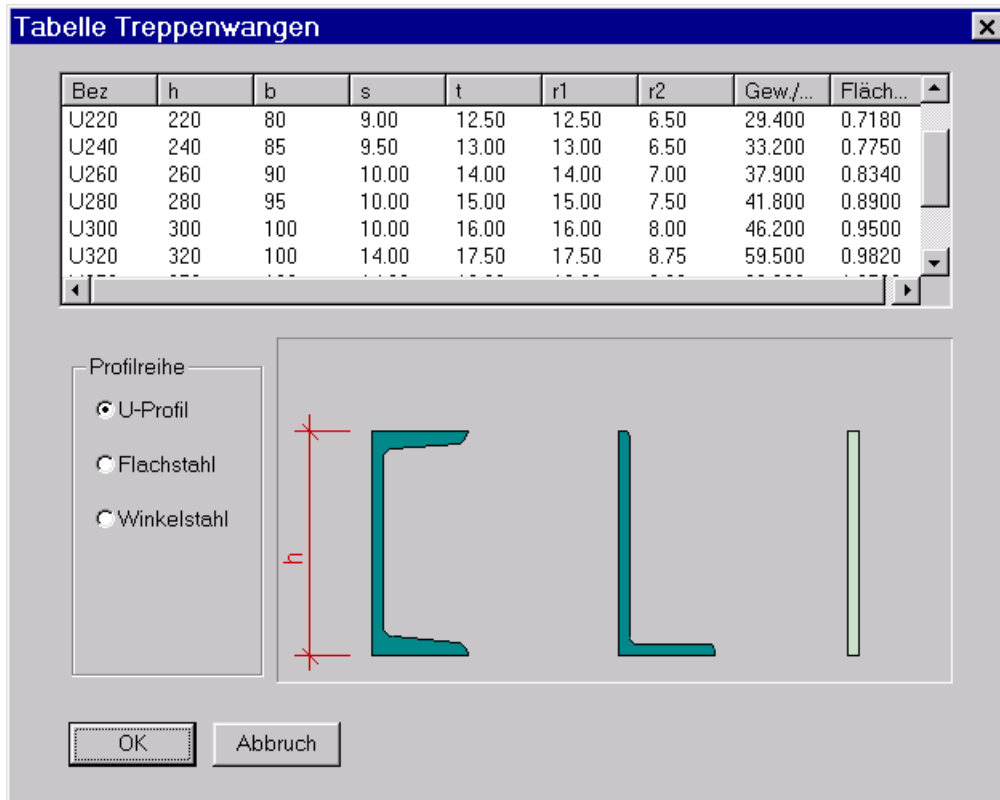 Tabelle Treppenwangen
Bez h b s t r1 r2 Gew./... Fläch...
U220 220 80 9.00 12.50 12.50 6.50 29.400 0.7180
U240 240 85 9.50 13.00 13.00 6.50 33.200 0.7750
U260 260 90 10.00 14.00 14.00 7.00 37.900 0.8340
U280 280 95 10.00 15.00 15.00 7.50 41.800 0.8900
U300 300 100 10.00 16.00 16.00 8.00 46.200 0.9500
U320 320 100 14.00 17.50 17.50 8.75 59.500 0.9820
Profilreihe
U-Profil
Flachstahl
Winkelstahl
h
OK Abbruch